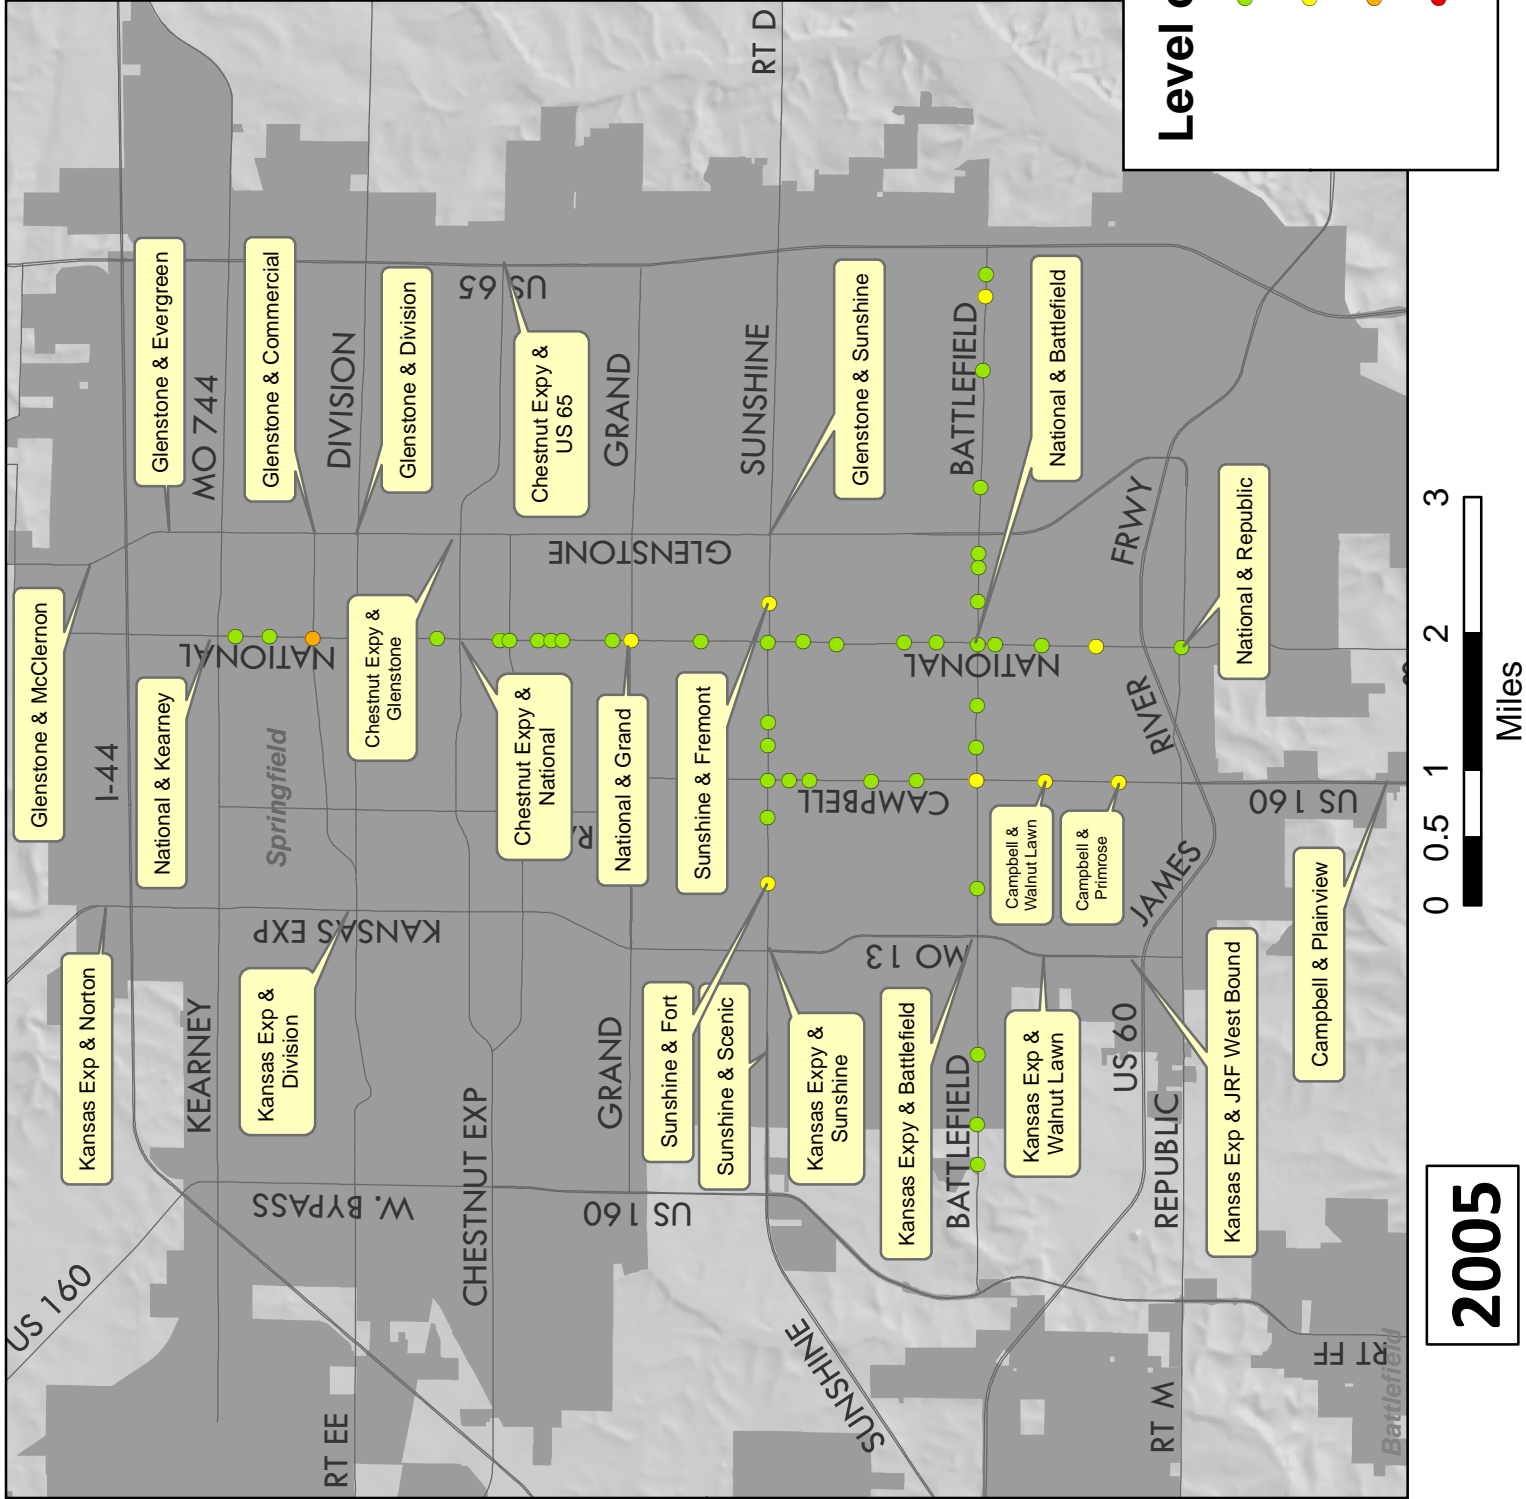 Glenstone & McClernon
Glenstone & Evergreen
Glenstone & Commercial
Glenstone & Division
National & Kearney
Kansas Exp & Norton
Kansas Exp &
Division
Chestnut Expy &
Glenstone
Chestnut Expy &
US 65
Chestnut Expy &
National
National & Grand
Sunshine & Fremont
Glenstone & Sunshine
National & Battlefield
National & Republic
Sunshine & Fort
Sunshine & Scenic
Kansas Expy &
Sunshine
Kansas Expy & Battlefield
Kansas Exp &
Walnut Lawn
Campbell &
Walnut Lawn
Campbell &
Primrose
Kansas Exp & JRF West Bound
Campbell & Plainview
US 160
I-44
MO 744
KEARNEY
Springfield
DIVISION
RT EE
W. BYPASS
KANSAS EXP
NATIONAL
US 65
CHESTNUT EXP
GRAND
GRAND
GLENSTONE
US 160
SUNSHINE
RT D
SUNSHINE
CAMPBELL
NATIONAL
MO 13
BATTLEFIELD
BATTLEFIELD
JAMES
RIVER
FRWY
US 60
REPUBLIC
RT M
US 160
RT FF
Battlefield
Level
0
0.5
1
2
3
Miles
2005